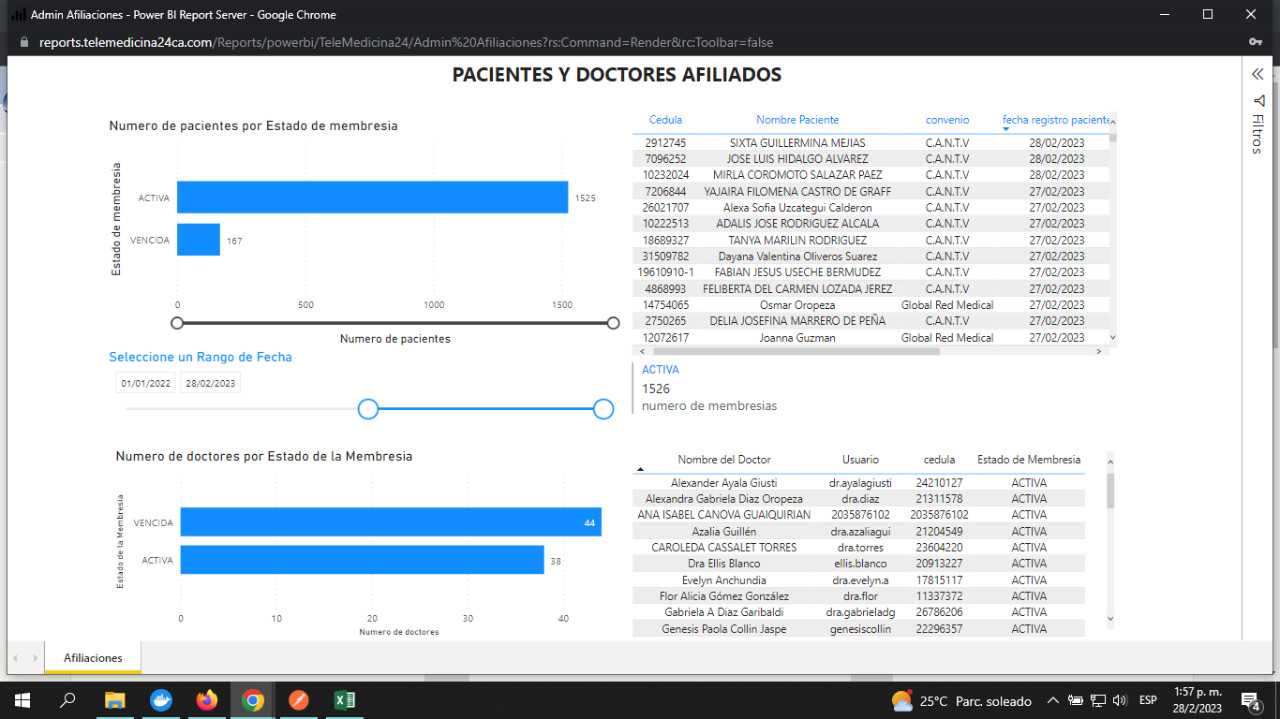 Admin Afiliaciones - Power BI Report Server - Google Chrome
reports.telemedicina24ca.com/Reports/powerbi/TeleMedicina24/Admin%20Afiliaciones?rs:Command=Render&rc:Toolbar=false
PACIENTES Y DOCTORES AFILIADOS
Filtros
Numero de pacientes por Estado de membresia
Estado de membresia
ACTIVA 1525
VENCIDA 167
0 500 1000 1500
Numero de pacientes
Seleccione un Rango de Fecha
01/01/2022 28/02/2023
Cedula Nombre Paciente convenio fecha registro paciente
2912745 SIXTA GUILLERMINA MEJIAS C.A.N.T.V 28/02/2023
7096252 JOSE LUIS HIDALGO ALVAREZ C.A.N.T.V 28/02/2023
10232024 MIRLA COROMOTO SALAZAR PAEZ C.A.N.T.V 28/02/2023
7206844 YAJAIRA FILOMENA CASTRO DE GRAFF C.A.N.T.V 27/02/2023
26021707 Alexa Sofia Uzcategui Calderon C.A.N.T.V 27/02/2023
10222513 ADALIS JOSE RODRIGUEZ ALCALA C.A.N.T.V 27/02/2023
18689327 TANYA MARILIN RODRIGUEZ C.A.N.T.V 27/02/2023
31509782 Dayana Valentina Oliveros Suarez C.A.N.T.V 27/02/2023
19610910-1 FABIAN JESUS USECHE BERMUDEZ C.A.N.T.V 27/02/2023
4868993 FELIBERTA DEL CARMEN LOZADA JEREZ C.A.N.T.V 27/02/2023
14754065 Osmar Oropeza Global Red Medical 27/02/2023
2750265 DELIA JOSEFINA MARRERO DE PEÑA C.A.N.T.V 27/02/2023
12072617 Joanna Guzman Global Red Medical 27/02/2023
ACTIVA
1526
numero de membresias
Numero de doctores por Estado de la Membresia
Estado de la Membresia
VENCIDA 44
ACTIVA 38
0 10 20 30 40
Numero de doctores
Nombre del Doctor Usuario cedula Estado de Membresia
Alexander Ayala Giusti dr.ayalagiusti 24210127 ACTIVA
Alexandra Gabriela Diaz Oropeza dra.diaz 21311578 ACTIVA
ANA ISABEL CANOVA GUAIQUIRIAN 2035876102 2035876102 ACTIVA
Azalia Guillén dra.azaliagui 21204549 ACTIVA
CAROLEDA CASSALET TORRES dra.torres 23604220 ACTIVA
Dra Ellis Blanco ellis.blanco 20913227 ACTIVA
Evelyn Anchundia dra.evelyn.a 17815117 ACTIVA
Flor Alicia Gómez González dra.flor 11337372 ACTIVA
Gabriela A Diaz Garibaldi dra.gabrieladg 26786206 ACTIVA
Genesis Paola Collin Jaspe genesiscollin 22296357 ACTIVA
Afiliaciones
25°C Parc. soleado
ESP
1:57 p. m.
28/2/2023
4